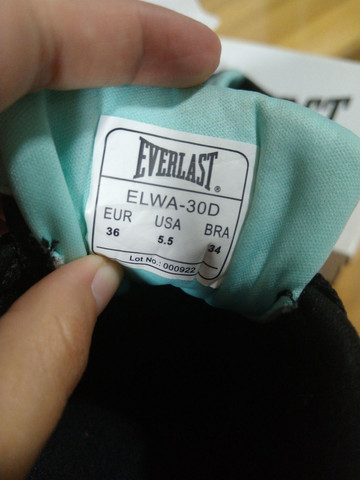 EVERLAST®
ELWA-30D
EUR USA BRA
36 5.5 34
Lot No.: 000922